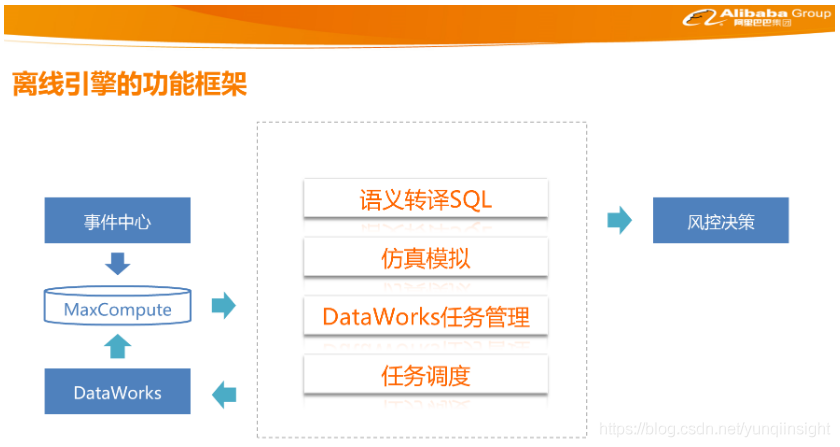 Alibaba Group
阿里巴巴集团
离线引擎的功能框架
事件中心
MaxCompute
DataWorks
语义转译SQL
仿真模拟
DataWorks任务管理
任务调度
风控决策
https://blog.csdn.net/yunqiinsight